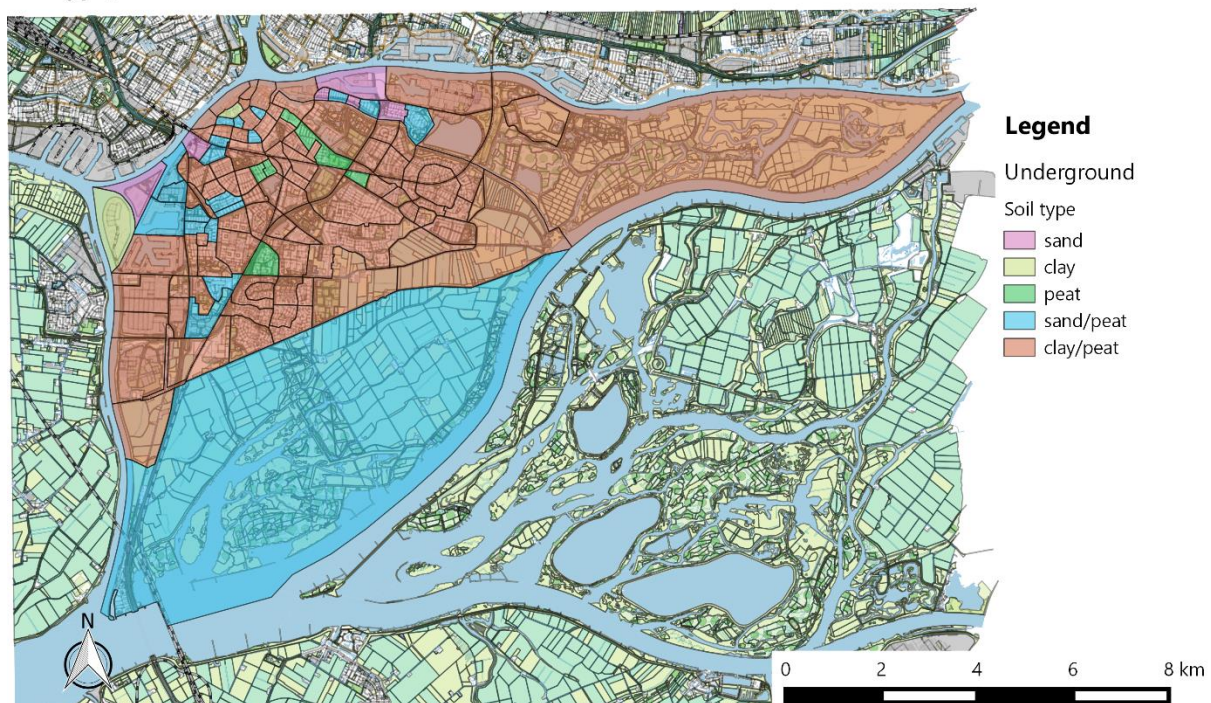 Legend
Underground
Soil type
sand
clay
peat
sand/peat
clay/peat
N
0 2 4 6 8 km